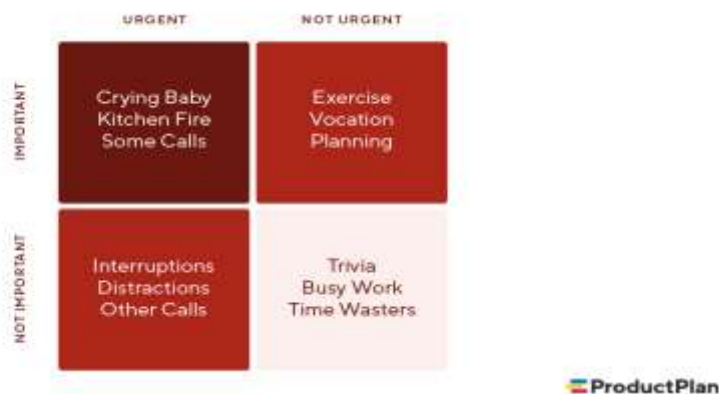 URGENT
NOT URGENT
IMPORTANT
Crying Baby
Kitchen Fire
Some Calls
Exercise
Vocation
Planning
NOT IMPORTANT
Interruptions
Distractions
Other Calls
Trivia
Busy Work
Time Wasters
ProductPlan